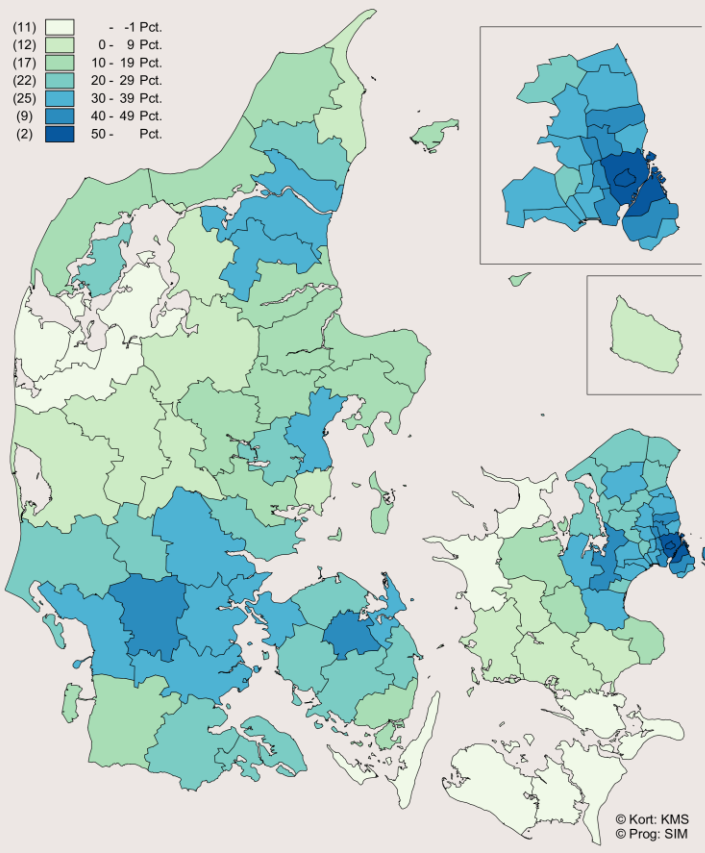 (11) - -1 Pct.
(12) 0 - 9 Pct.
(17) 10 - 19 Pct.
(22) 20 - 29 Pct.
(25) 30 - 39 Pct.
(9) 40 - 49 Pct.
(2) 50 - Pct.
© Kort: KMS
© Prog: SIM